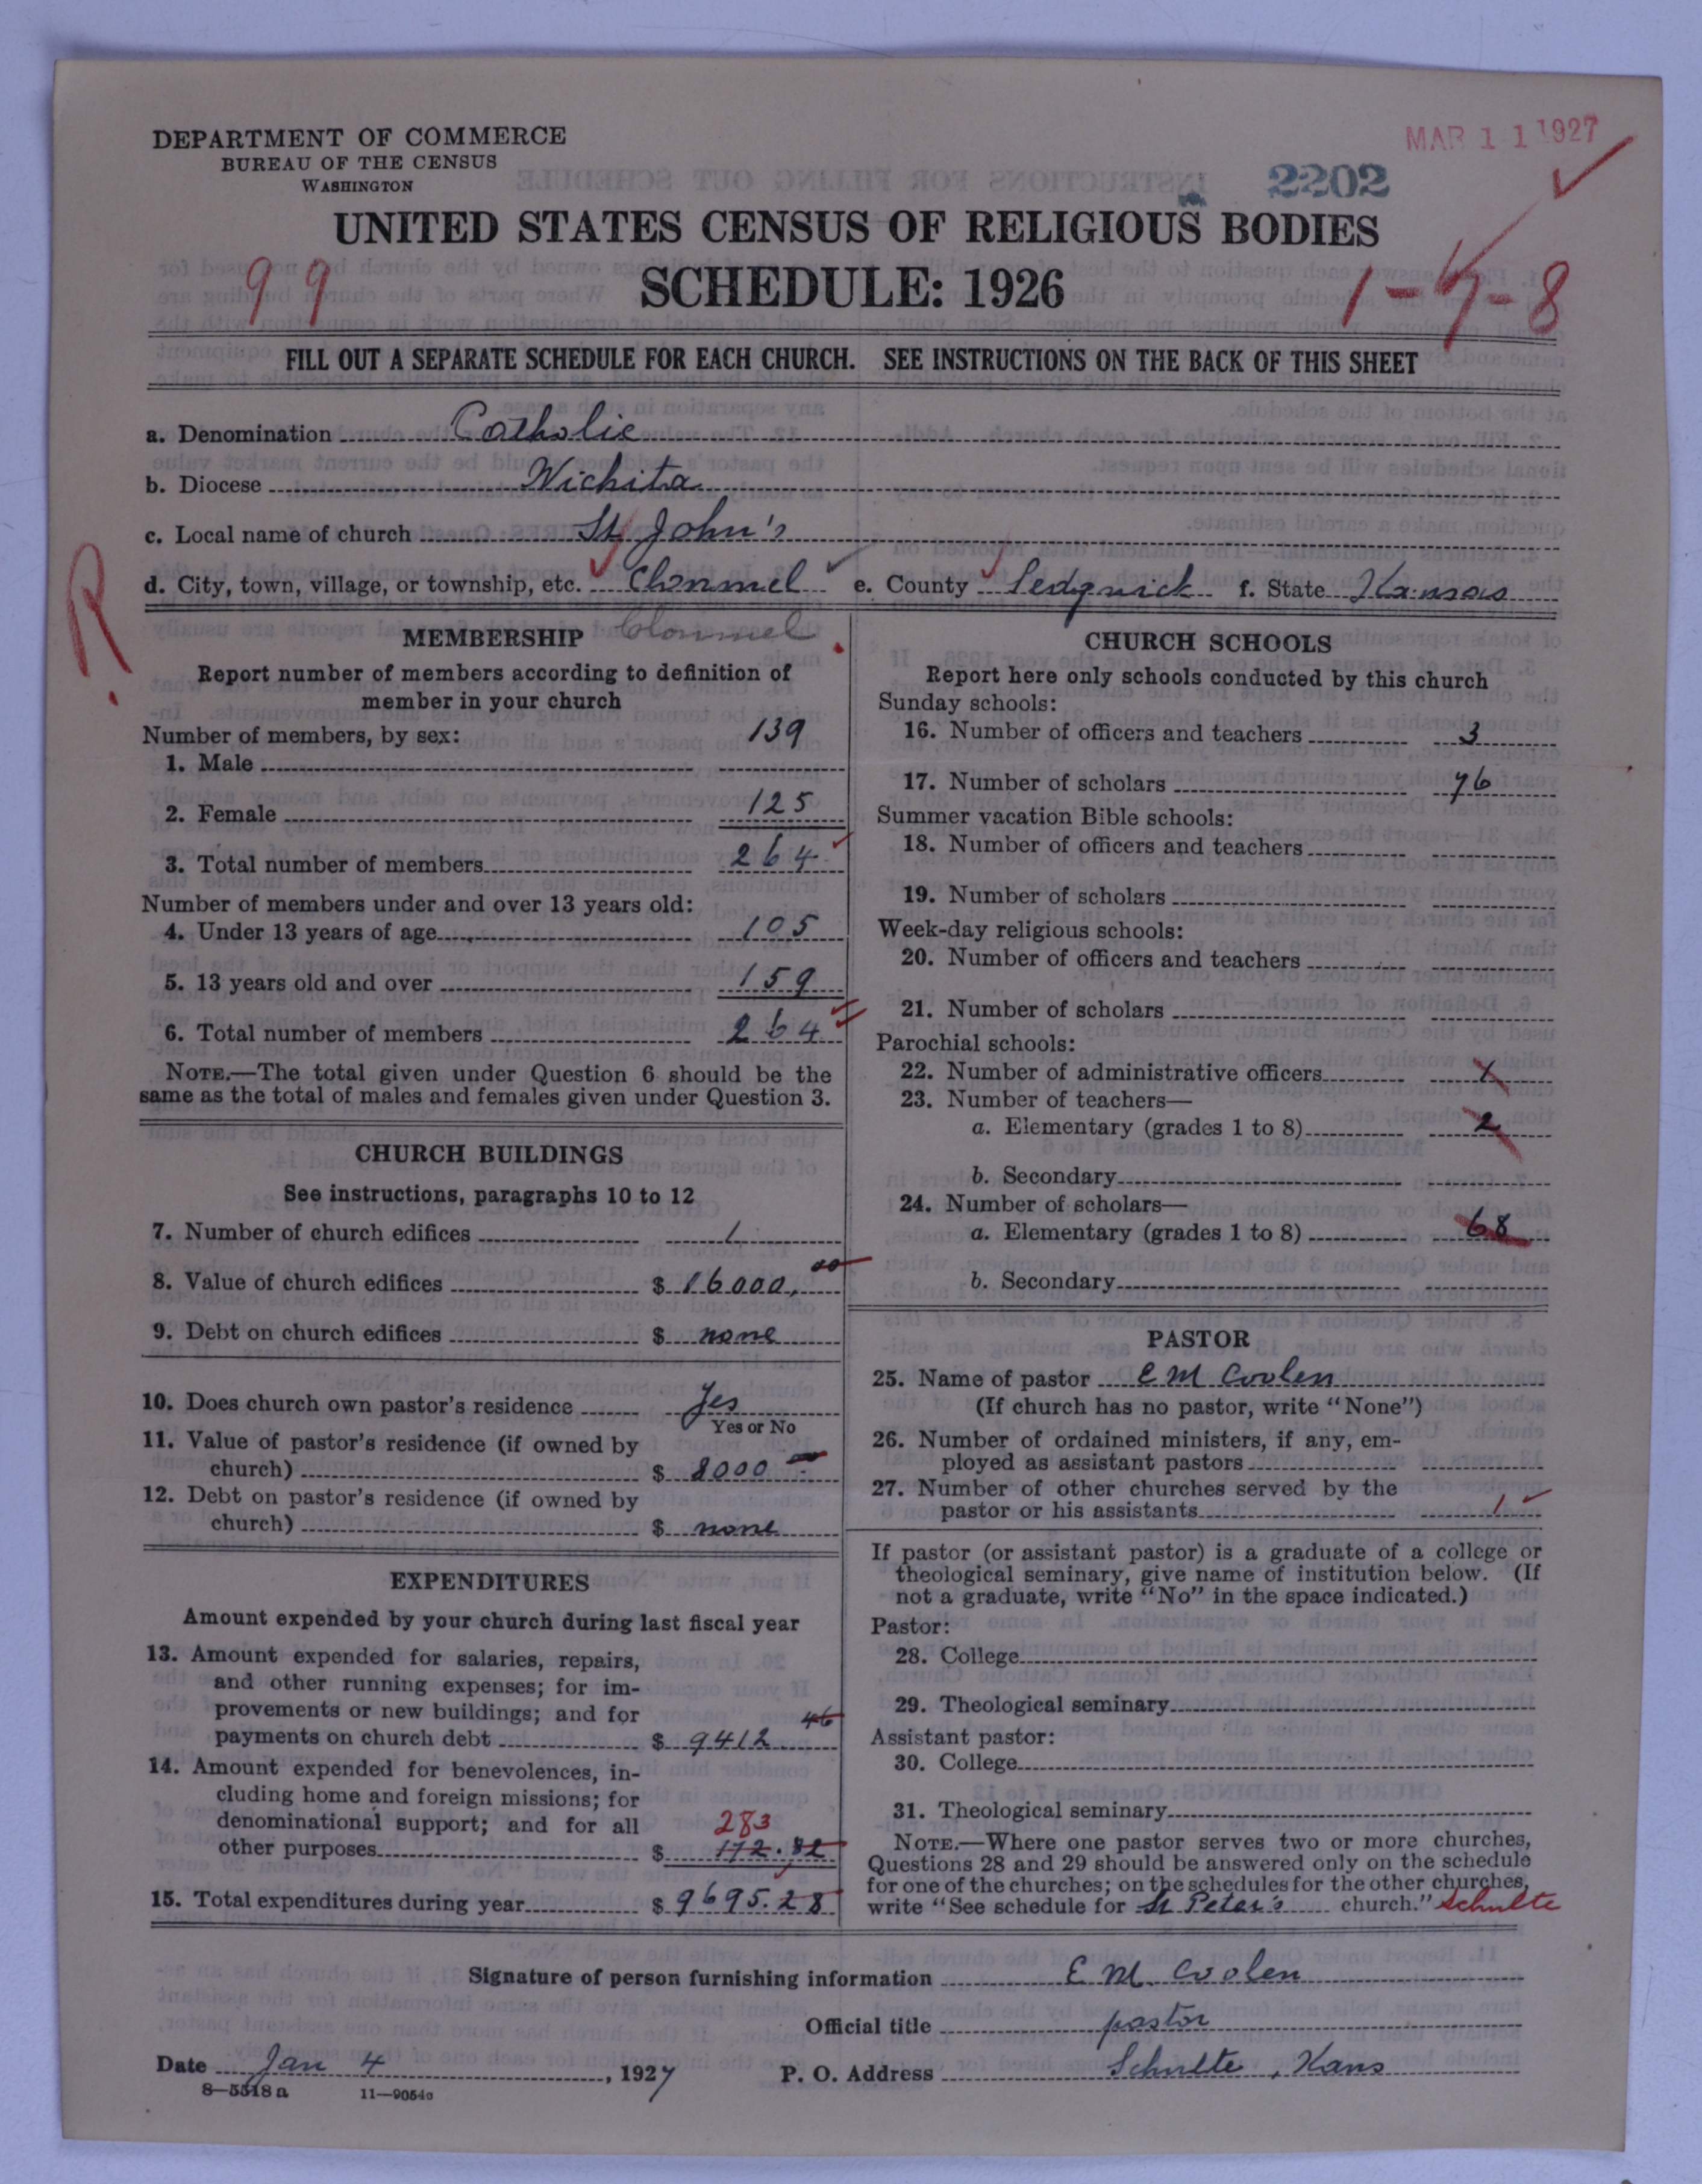 DEPARTMENT OF COMMERCE
BUREAU OF THE CENSUS
WASHINGTON
MAR 11 1927
2202
UNITED STATES CENSUS OF RELIGIOUS BODIES
SCHEDULE: 1926
99
1-7-8
FILL OUT A SEPARATE SCHEDULE FOR EACH CHURCH. SEE INSTRUCTIONS ON THE BACK OF THIS SHEET
a. Denomination Catholic
b. Diocese Wichita
c. Local name of church St John's
d. City, town, village, or township, etc. Clonmel e. County Sedgwick f. State Kansas
R.
MEMBERSHIP Clonmel
Report number of members according to definition of
member in your church
Number of members, by sex:
1. Male 139
2. Female 125
3. Total number of members 264
Number of members under and over 13 years old:
4. Under 13 years of age 105
5. 13 years old and over 159
6. Total number of members 264
NOTE.—The total given under Question 6 should be the
same as the total of males and females given under Question 3.
CHURCH BUILDINGS
See instructions, paragraphs 10 to 12
7. Number of church edifices 1
8. Value of church edifices $ 16000.00
9. Debt on church edifices $ none
10. Does church own pastor's residence Yes
Yes or No
11. Value of pastor's residence (if owned by
church) $ 8000
12. Debt on pastor's residence (if owned by
church) $ none
EXPENDITURES
Amount expended by your church during last fiscal year
13. Amount expended for salaries, repairs,
and other running expenses; for im-
provements or new buildings; and for
payments on church debt $ 9412 46
14. Amount expended for benevolences, in-
cluding home and foreign missions; for
denominational support; and for all 283
other purposes $ 172.82
15. Total expenditures during year $ 9695.28
CHURCH SCHOOLS
Report here only schools conducted by this church
Sunday schools:
16. Number of officers and teachers 3
17. Number of scholars 76
Summer vacation Bible schools:
18. Number of officers and teachers
19. Number of scholars
Week-day religious schools:
20. Number of officers and teachers
21. Number of scholars
Parochial schools:
22. Number of administrative officers 1
23. Number of teachers—
a. Elementary (grades 1 to 8) 2
b. Secondary
24. Number of scholars—
a. Elementary (grades 1 to 8) 68
b. Secondary
PASTOR
25. Name of pastor E M Coolen
(If church has no pastor, write "None")
26. Number of ordained ministers, if any, em-
ployed as assistant pastors
27. Number of other churches served by the
pastor or his assistants 1
If pastor (or assistant pastor) is a graduate of a college or
theological seminary, give name of institution below. (If
not a graduate, write "No" in the space indicated.)
Pastor:
28. College
29. Theological seminary
Assistant pastor:
30. College
31. Theological seminary
NOTE.—Where one pastor serves two or more churches,
Questions 28 and 29 should be answered only on the schedule
for one of the churches; on the schedules for the other churches,
write "See schedule for St Peter's church." Schulte
Signature of person furnishing information E M. Coolen
Official title pastor
Date Jan 4, 1927 P. O. Address Schulte, Kans
8—5518a 11—9054a